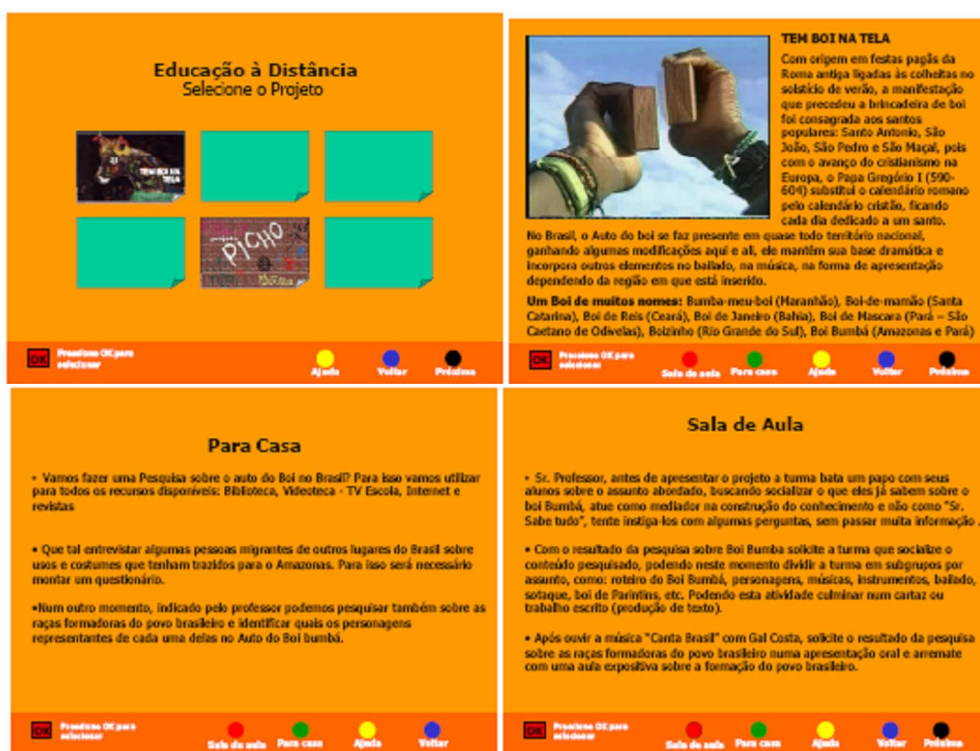 Educação à Distância
Selecione o Projeto
TEM BOI NA
TELA
PICHO
OK
Pressione OK para
selecionar
Ajuda
Voltar
Próximo
TEM BOI NA TELA
Com origem em festas pagãs da
Roma antiga ligadas às colheitas no
solstício de verão, a manifestação
que precedeu a brincadeira de boi
foi consagrada aos santos
populares: Santo Antonio, São
João, São Pedro e São Maçal, pois
com o avanço do cristianismo na
Europa, o Papa Gregório I (590-
604) substitui o calendário romano
pelo calendário cristão, ficando
cada dia dedicado a um santo.
No Brasil, o Auto do boi se faz presente em quase todo território nacional,
ganhando algumas modificações aqui e ali, ele mantêm sua base dramática e
incorpora outros elementos no bailado, na música, na forma de apresentação
dependendo da região em que está inserido.
Um Boi de muitos nomes: Bumba-meu-boi (Maranhão), Boi-de-mamão (Santa
Catarina), Boi de Reis (Ceará), Boi de Janeiro (Bahia), Boi de Mascara (Pará – São
Caetano de Odivelas), Boizinho (Rio Grande do Sul), Boi Bumbá (Amazonas e Pará)
OK
Pressione OK para
selecionar
Sala de aula
Para casa
Ajuda
Voltar
Próximo
Para Casa
• Vamos fazer uma Pesquisa sobre o auto do Boi no Brasil? Para isso vamos utilizar
para todos os recursos disponíveis: Biblioteca, Videoteca - TV Escola, Internet e
revistas
• Que tal entrevistar algumas pessoas migrantes de outros lugares do Brasil sobre
usos e costumes que tenham trazidos para o Amazonas. Para isso será necessário
montar um questionário.
•Num outro momento, indicado pelo professor podemos pesquisar também sobre as
raças formadoras do povo brasileiro e identificar quais os personagens
representantes de cada uma delas no Auto do Boi bumbá.
OK
Pressione OK para
selecionar
Sala de aula
Para casa
Ajuda
Voltar
Sala de Aula
• Sr. Professor, antes de apresentar o projeto a turma bata um papo com seus
alunos sobre o assunto abordado, buscando socializar o que eles já sabem sobre o
boi Bumbá, atue como mediador na construção do conhecimento e não como "Sr.
Sabe tudo", tente instiga-los com algumas perguntas, sem passar muita informação.
• Com o resultado da pesquisa sobre Boi Bumba solicite a turma que socialize o
conteúdo pesquisado, podendo neste momento dividir a turma em subgrupos por
assunto, como: roteiro do Boi Bumbá, personagens, músicas, instrumentos, bailado,
sotaque, boi de Parintins, etc. Podendo esta atividade culminar num cartaz ou
trabalho escrito (produção de texto).
• Após ouvir a música "Canta Brasil" com Gal Costa, solicite o resultado da pesquisa
sobre as raças formadoras do povo brasileiro numa apresentação oral e arremate
com uma aula expositiva sobre a formação do povo brasileiro.
OK
Pressione OK para
selecionar
Sala de aula
Para casa
Ajuda
Voltar
Próximo